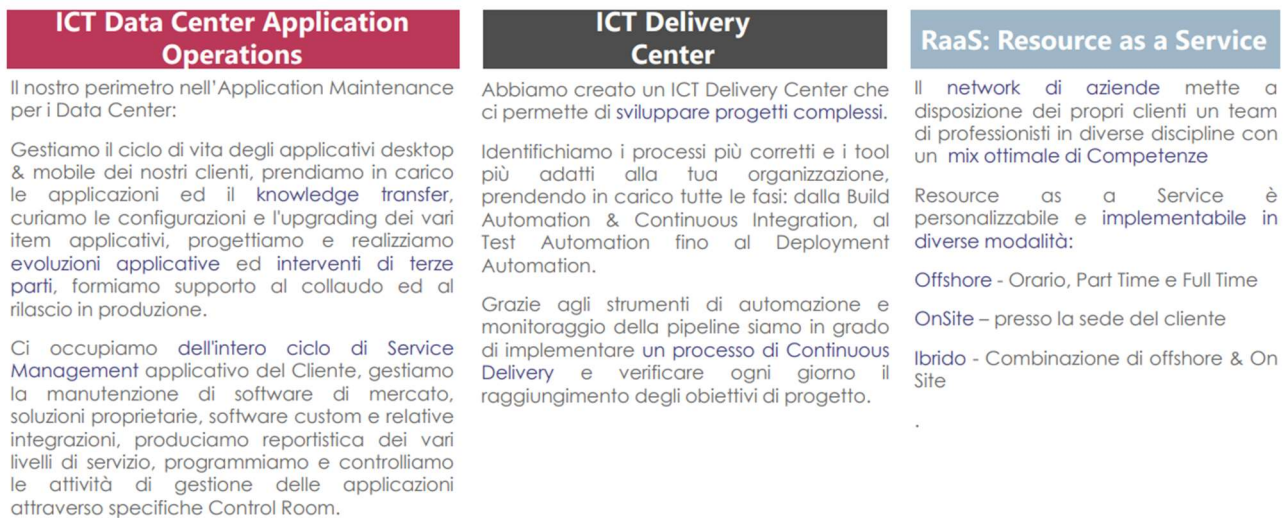 ICT Data Center Application
Operations
Il nostro perimetro nell'Application Maintenance
per i Data Center:
Gestiamo il ciclo di vita degli applicativi desktop
& mobile dei nostri clienti, prendiamo in carico
le applicazioni ed il knowledge transfer,
curiamo le configurazioni e l'upgrading dei vari
item applicativi, progettiamo e realizziamo
evoluzioni applicative ed interventi di terze
parti, formiamo supporto al collaudo ed al
rilascio in produzione.
Ci occupiamo dell'intero ciclo di Service
Management applicativo del Cliente, gestiamo
la manutenzione di software di mercato,
soluzioni proprietarie, software custom e relative
integrazioni, produciamo reportistica dei vari
livelli di servizio, programmiamo e controlliamo
le attività di gestione delle applicazioni
attraverso specifiche Control Room.
ICT Delivery
Center
Abbiamo creato un ICT Delivery Center che
ci permette di sviluppare progetti complessi.
Identifichiamo i processi più corretti e i tool
più adatti alla tua organizzazione,
prendendo in carico tutte le fasi: dalla Build
Automation & Continuous Integration, al
Test Automation fino al Deployment
Automation.
Grazie agli strumenti di automazione e
monitoraggio della pipeline siamo in grado
di implementare un processo di Continuous
Delivery e verificare ogni giorno il
raggiungimento degli obiettivi di progetto.
RaaS: Resource as a Service
Il network di aziende mette a
disposizione dei propri clienti un team
di professionisti in diverse discipline con
un mix ottimale di Competenze
Resource as a Service è
personalizzabile e implementabile in
diverse modalità:
Offshore - Orario, Part Time e Full Time
OnSite – presso la sede del cliente
Ibrido - Combinazione di offshore & On
Site
.